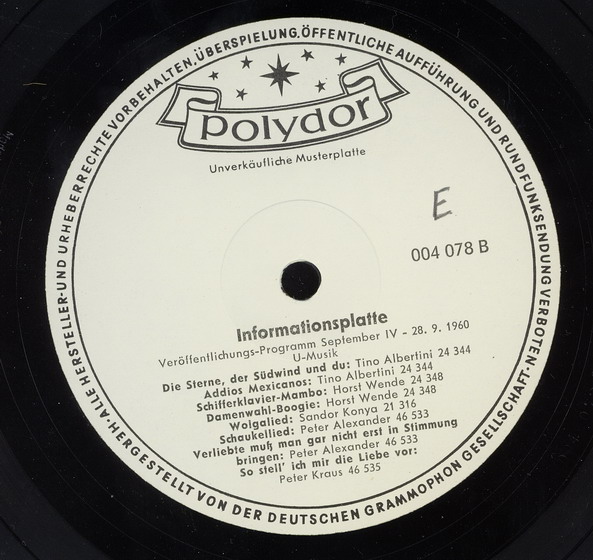 ALLE HERSTELLER-UND URHEBERRECHTE VORBEHALTEN, ÜBERSPIELUNG, ÖFFENTLICHE AUFFÜHRUNG UND RUNDFUNKSENDUNG VERBOTEN · HERGESTELLT VON DER DEUTSCHEN GRAMMOPHON GESELLSCHAFT ·
Polydor
Unverkäufliche Musterplatte
E
004 078 B
Informationsplatte
Veröffentlichungs-Programm September IV - 28. 9. 1960
U-Musik
Die Sterne, der Südwind und du: Tino Albertini 24 344
Addios Mexicanos: Tino Albertini 24 344
Schifferklavier-Mambo: Horst Wende 24 348
Damenwahl-Boogie: Horst Wende 24 348
Wolgalied: Sandor Konya 21 316
Schaukellied: Peter Alexander 46 533
Verliebte muß man gar nicht erst in Stimmung
bringen: Peter Alexander 46 533
So stell' ich mir die Liebe vor:
Peter Kraus 46 535